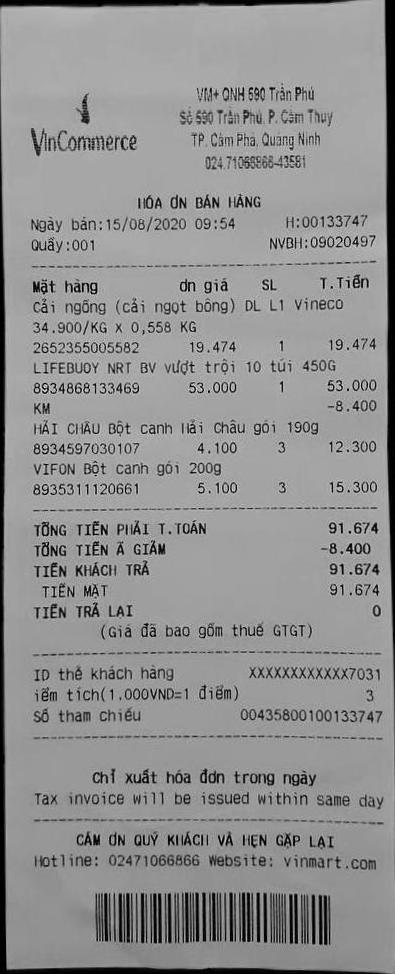 VinCommerce
VM+ QNH 590 Trần Phú
Số 590 Trần Phú, P. Cẩm Thủy
TP. Cẩm Phả, Quảng Ninh
024.71066866-43581
HÓA ƠN BÁN HÀNG
Ngày bán:15/08/2020 09:54 H:00133747
Quầy:001 NVBH:09020497
Mặt hàng ơn giá SL T.Tiền
Cải ngồng (cải ngọt bông) DL L1 Vineco
34.900/KG X 0,558 KG
2652355005582 19.474 1 19.474
LIFEBUOY NRT BV vượt trội 10 túi 450G
8934868133469 53.000 1 53.000
KM -8.400
HẢI CHÂU Bột canh Hải Châu gói 190g
8934597030107 4.100 3 12.300
VIFON Bột canh gói 200g
8935311120661 5.100 3 15.300
TỔNG TIỀN PHẢI T.TOÁN 91.674
TỔNG TIỀN Ã GIẢM -8.400
TIỀN KHÁCH TRẢ 91.674
TIỀN MẶT 91.674
TIỀN TRẢ LẠI 0
(Giá đã bao gồm thuế GTGT)
ID thẻ khách hàng XXXXXXXXXXXX7031
iểm tích(1.000VND=1 điểm) 3
Số tham chiếu 00435800100133747
Chỉ xuất hóa đơn trong ngày
Tax invoice will be issued within same day
CẢM ƠN QUÝ KHÁCH VÀ HẸN GẶP LẠI
Hotline: 02471066866 Website: vinmart.com